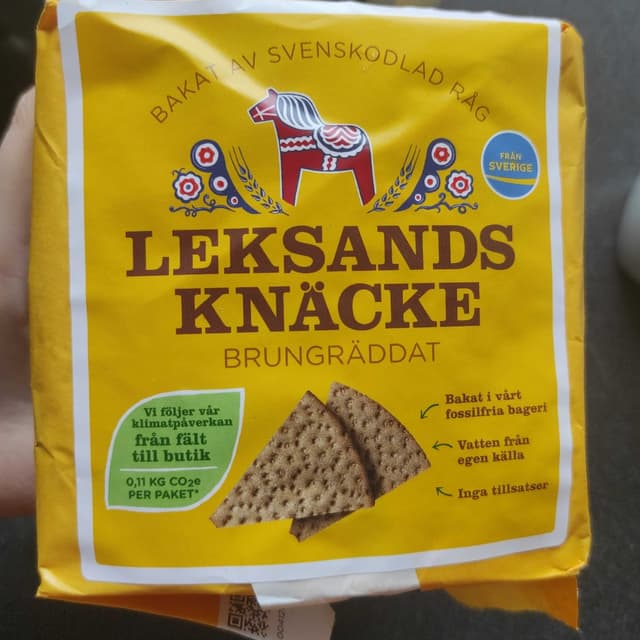 BAKAT AV SVENSKODLAD RÅG
FRÅN
SVERIGE
LEKSANDS
KNÄCKE
BRUNGRÄDDAT
Vi följer vår
klimatpåverkan
från fält
till butik
0,11 KG CO2e
PER PAKET*
Bakat i vårt
fossilfria bageri
Vatten från
egen källa
Inga tillsatser